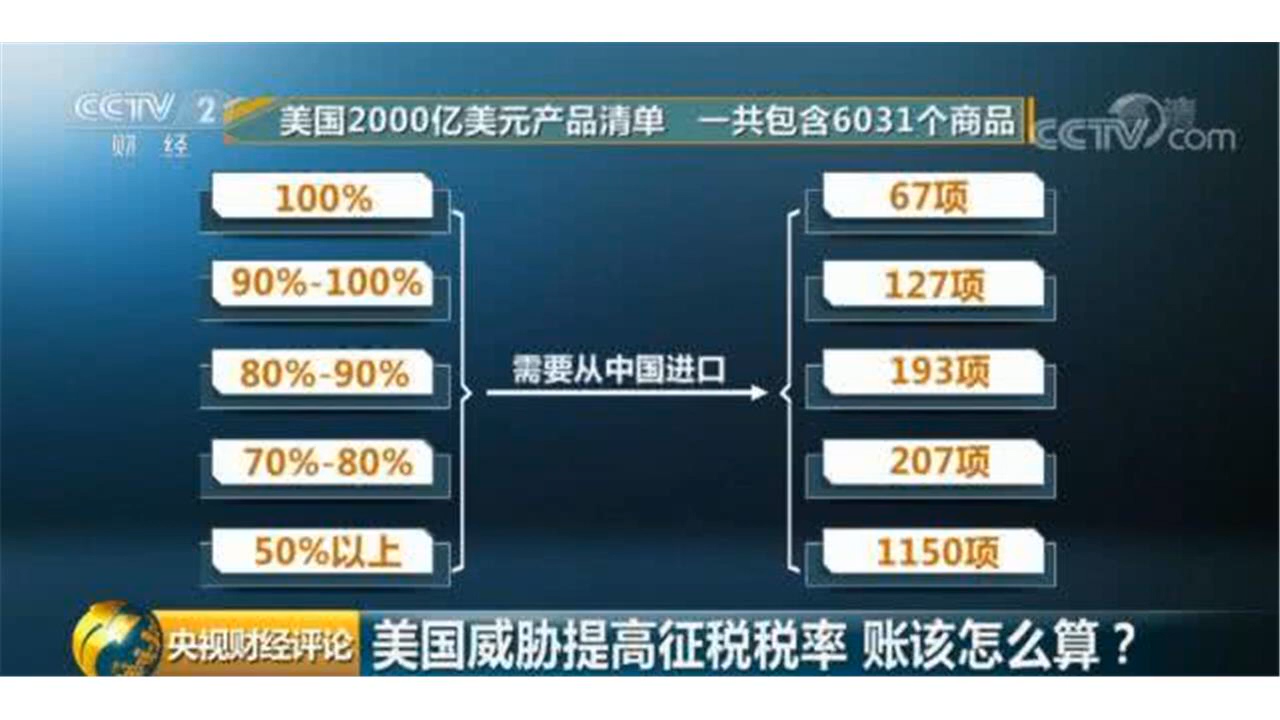 CCTV 2
财 经
美国2000亿美元产品清单 一共包含6031个商品
CCTV.com
100%
67项
90%-100%
127项
80%-90%
需要从中国进口
193项
70%-80%
207项
50%以上
1150项
央视财经评论
美国威胁提高征税税率 账该怎么算？